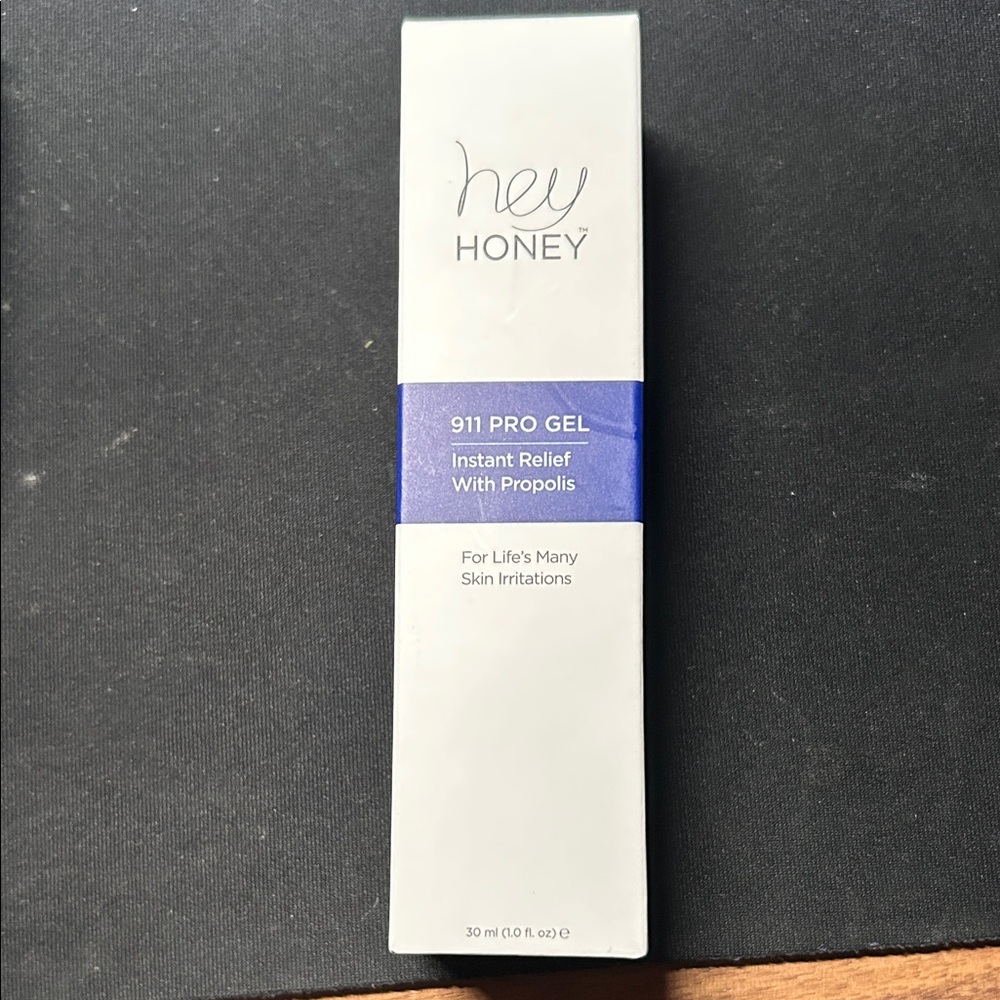 hey
HONEY™
911 PRO GEL
Instant Relief
With Propolis
For Life's Many
Skin Irritations
30 ml (1.0 fl. oz) ℮